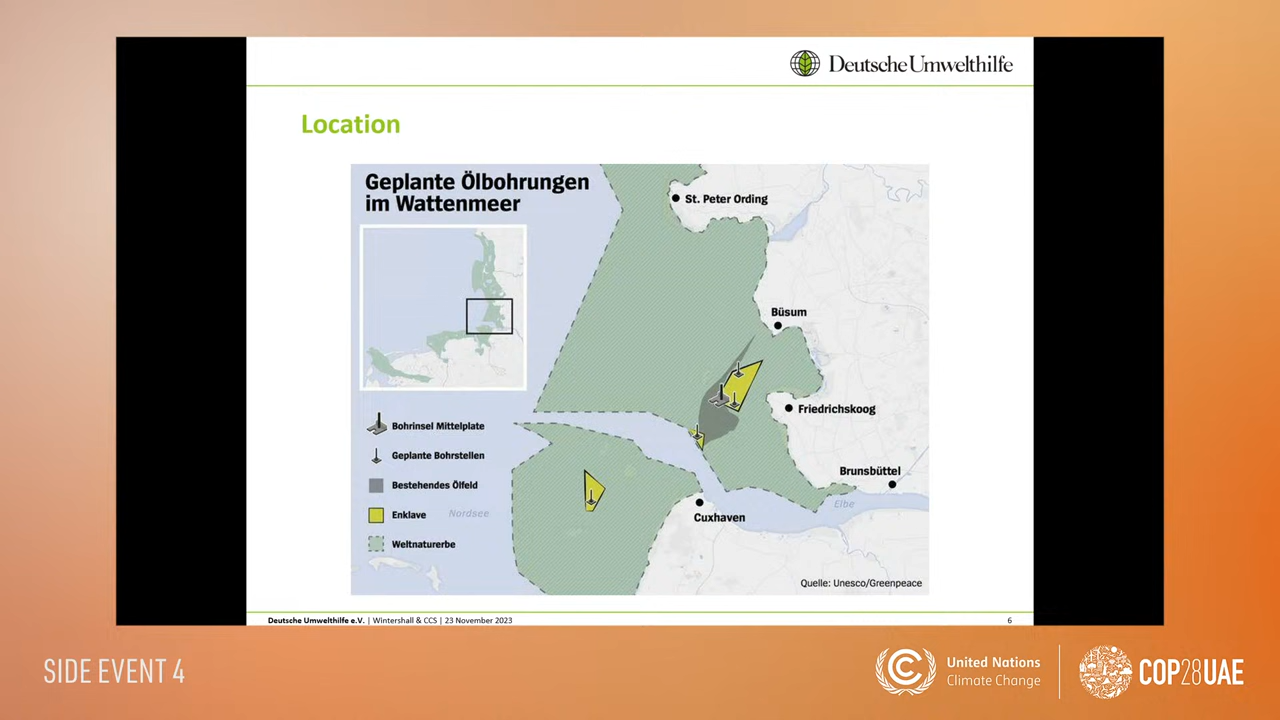 Deutsche Umwelthilfe
Location
Geplante Ölbohrungen
im Wattenmeer
St. Peter Ording
Büsum
Friedrichskoog
Brunsbüttel
Elbe
Cuxhaven
Nordsee
Bohrinsel Mittelplate
Geplante Bohrstellen
Bestehendes Ölfeld
Enklave
Weltnaturerbe
Quelle: Unesco/Greenpeace
Deutsche Umwelthilfe e.V. | Wintershall & CCS | 23 November 2023
6
SIDE EVENT 4
United Nations
Climate Change
COP28UAE